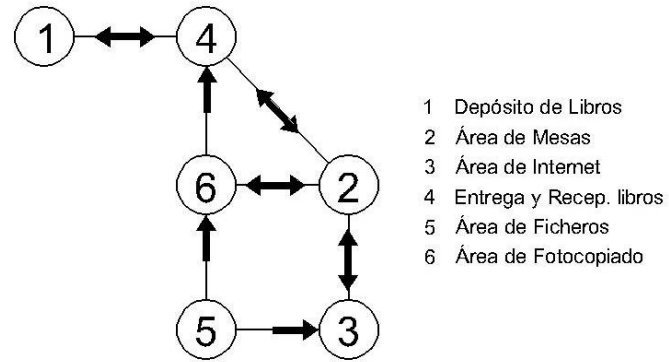 1
4
6
2
5
3
1 Depósito de Libros
2 Área de Mesas
3 Área de Internet
4 Entrega y Recep. libros
5 Área de Ficheros
6 Área de Fotocopiado